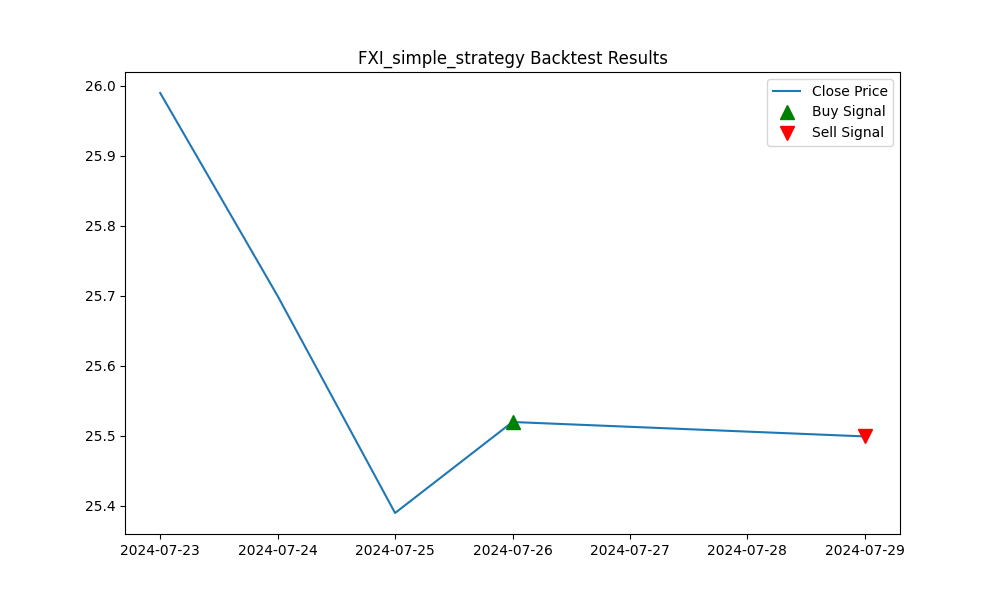 FXI_simple_strategy Backtest Results
Close Price
Buy Signal
Sell Signal
26.0
25.9
25.8
25.7
25.6
25.5
25.4
2024-07-23 2024-07-24 2024-07-25 2024-07-26 2024-07-27 2024-07-28 2024-07-29